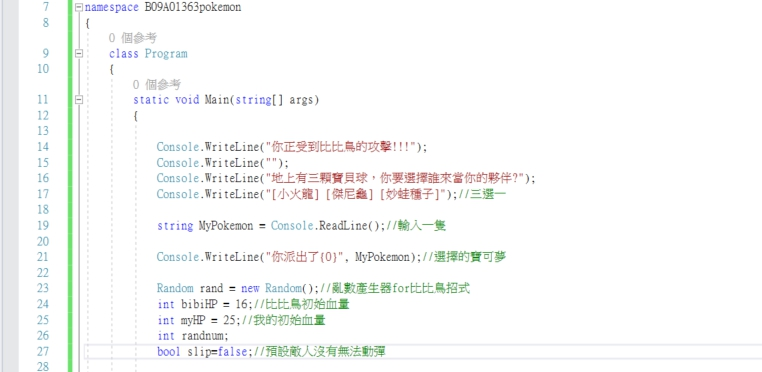 7 namespace B09A01363pokemon
8 {
0 個參考
9 class Program
10 {
0 個參考
11 static void Main(string[] args)
12 {
13
14 Console.WriteLine("你正受到比比鳥的攻擊!!!");
15 Console.WriteLine("");
16 Console.WriteLine("地上有三顆寶貝球，你要選擇誰來當你的夥伴?");
17 Console.WriteLine("[小火龍] [傑尼龜] [妙蛙種子]");//三選一
18
19 string MyPokemon = Console.ReadLine();//輸入一隻
20
21 Console.WriteLine("你派出了{0}", MyPokemon);//選擇的寶可夢
22
23 Random rand = new Random();//亂數產生器for比比鳥招式
24 int bibiHP = 16;//比比鳥初始血量
25 int myHP = 25;//我的初始血量
26 int randnum;
27 bool slip=false;//預設敵人沒有無法動彈
28